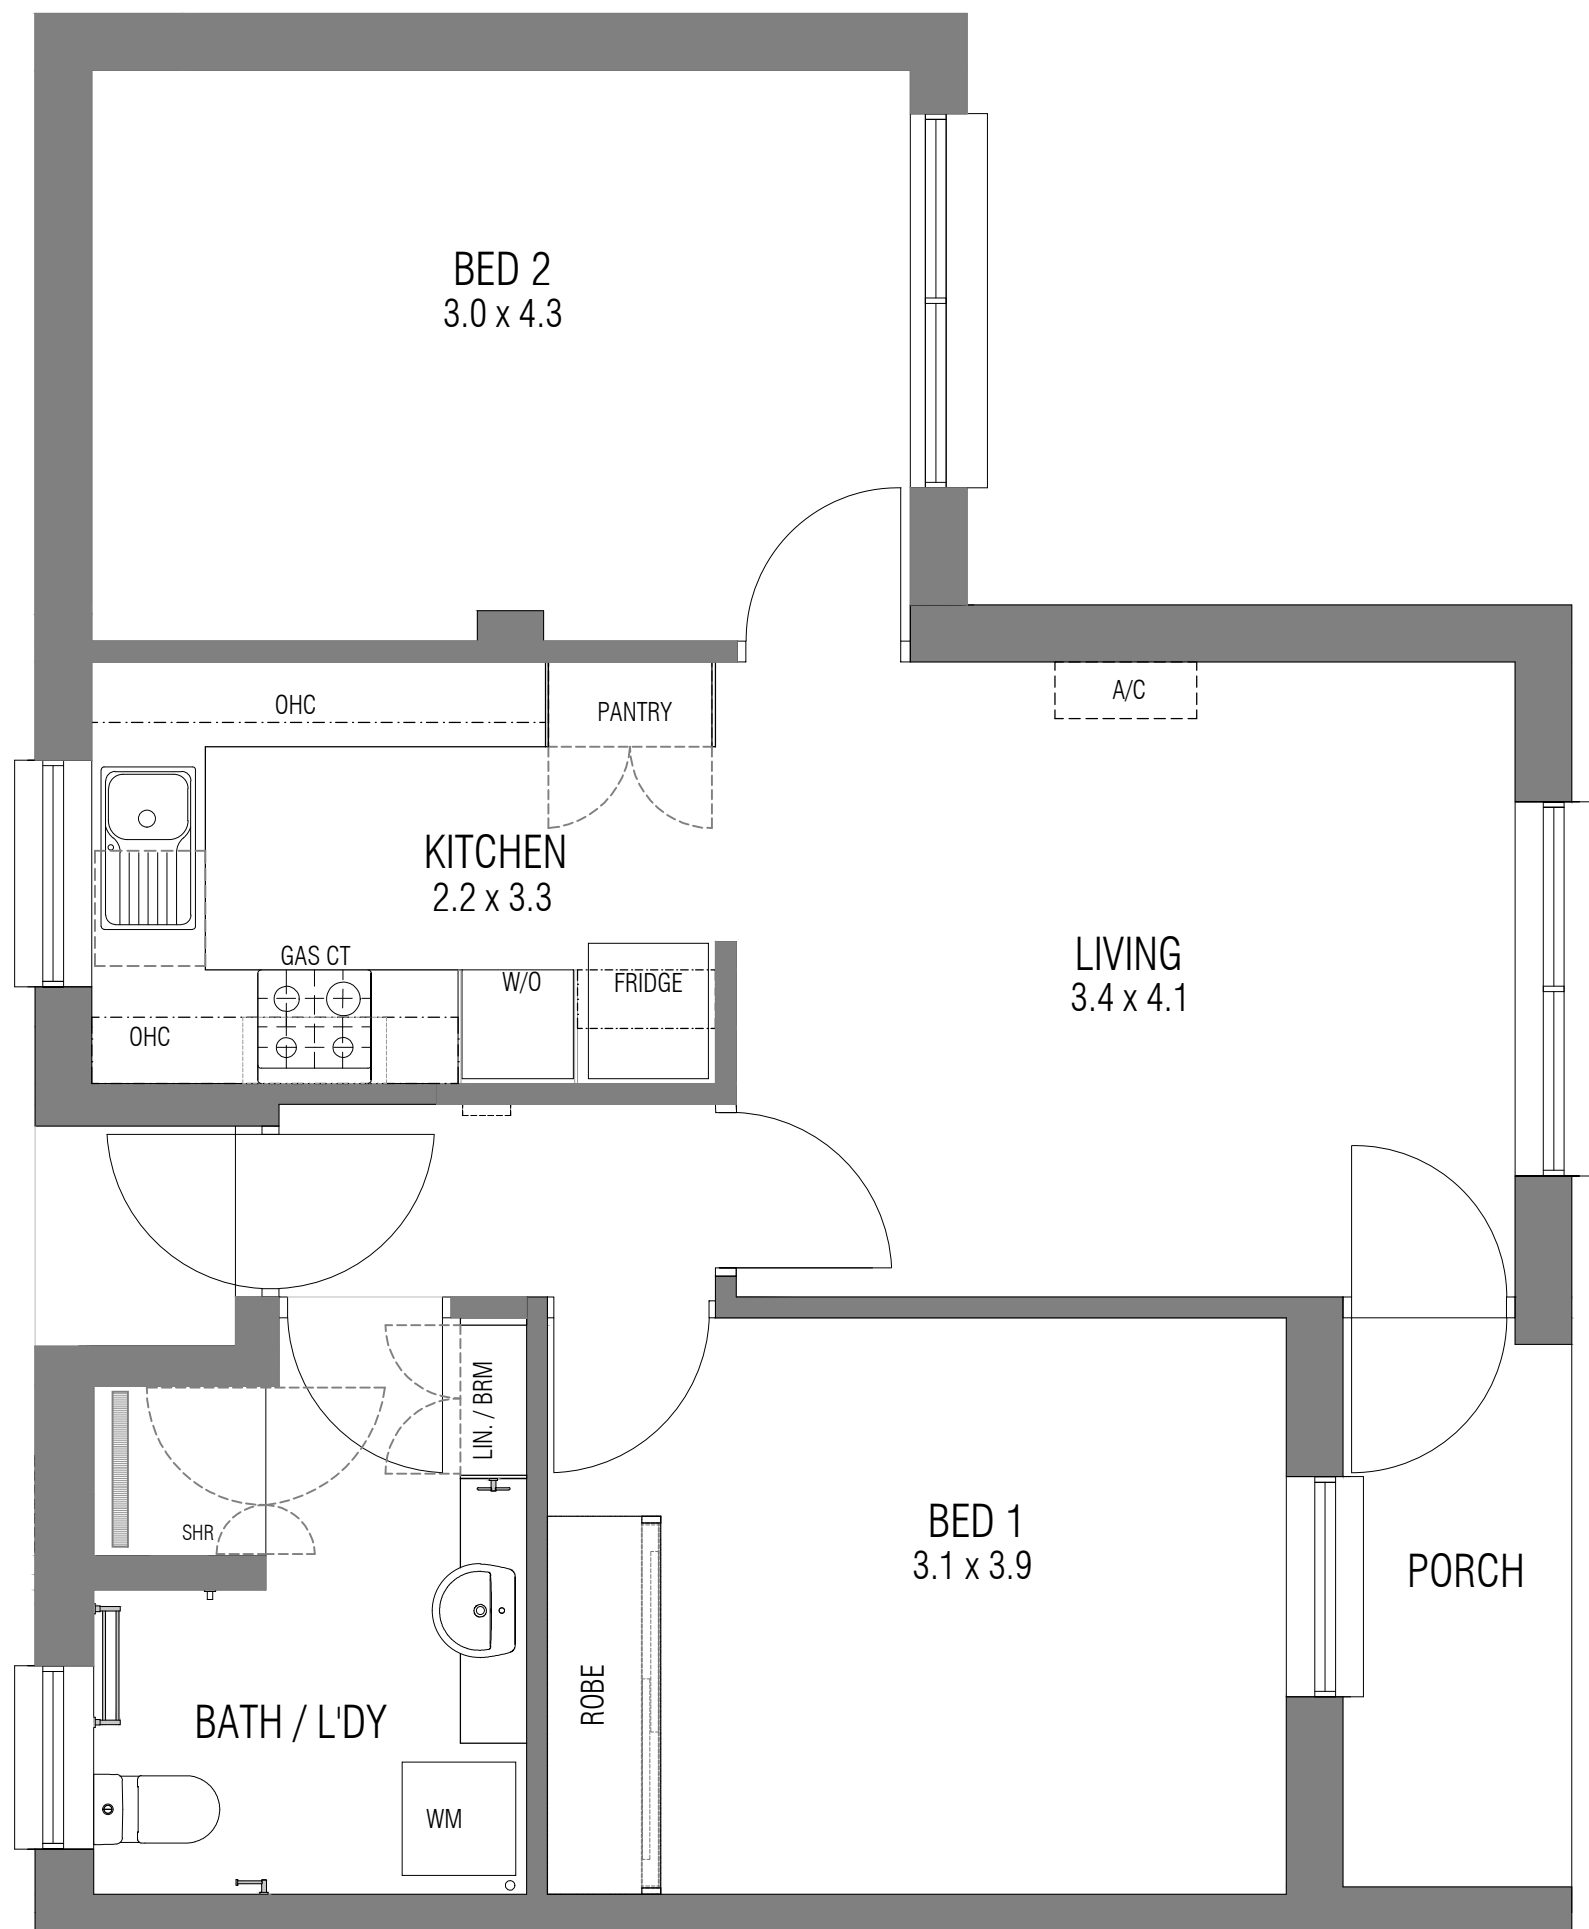 BED 2
3.0 x 4.3
OHC
PANTRY
A/C
KITCHEN
2.2 x 3.3
GAS CT
W/O
FRIDGE
LIVING
3.4 x 4.1
OHC
LIN. / BRM
SHR
BED 1
3.1 x 3.9
PORCH
ROBE
BATH / L'DY
WM